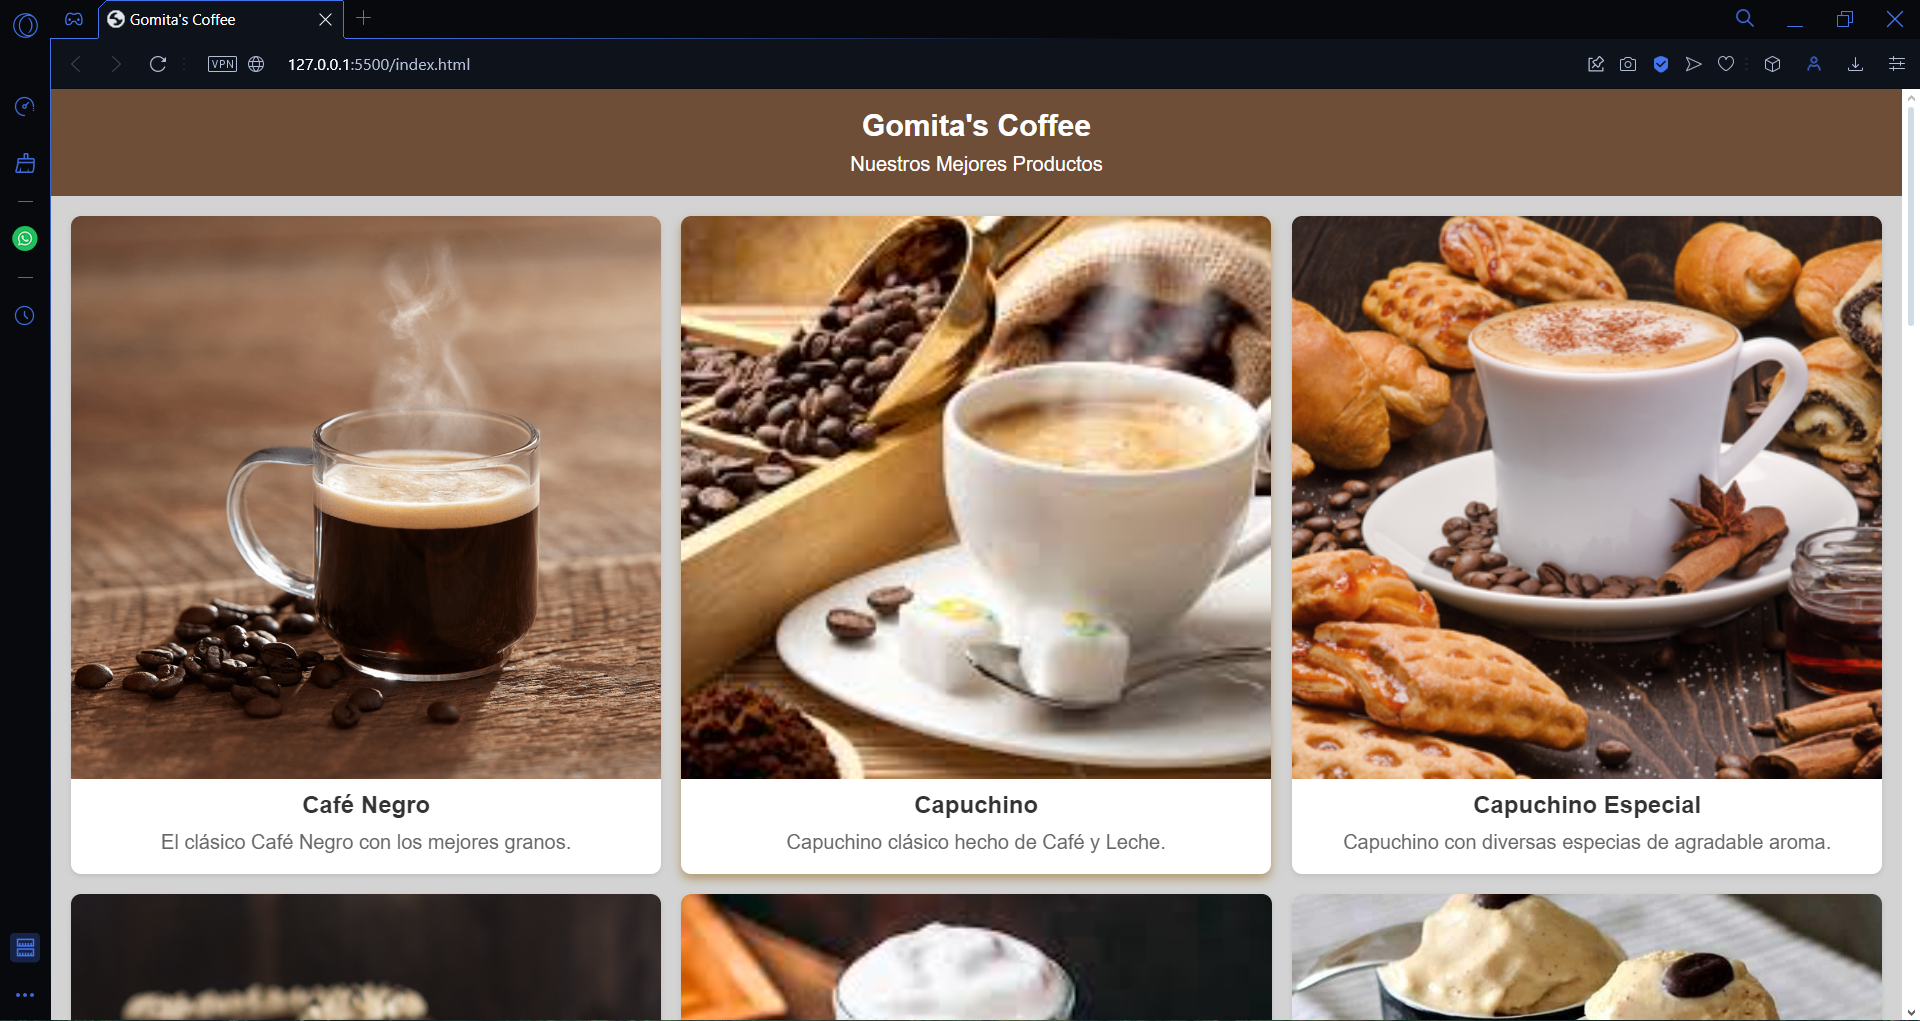 Gomita's Coffee
VPN
127.0.0.1:5500/index.html
Gomita's Coffee
Nuestros Mejores Productos
Café Negro
El clásico Café Negro con los mejores granos.
Capuchino
Capuchino clásico hecho de Café y Leche.
Capuchino Especial
Capuchino con diversas especias de agradable aroma.